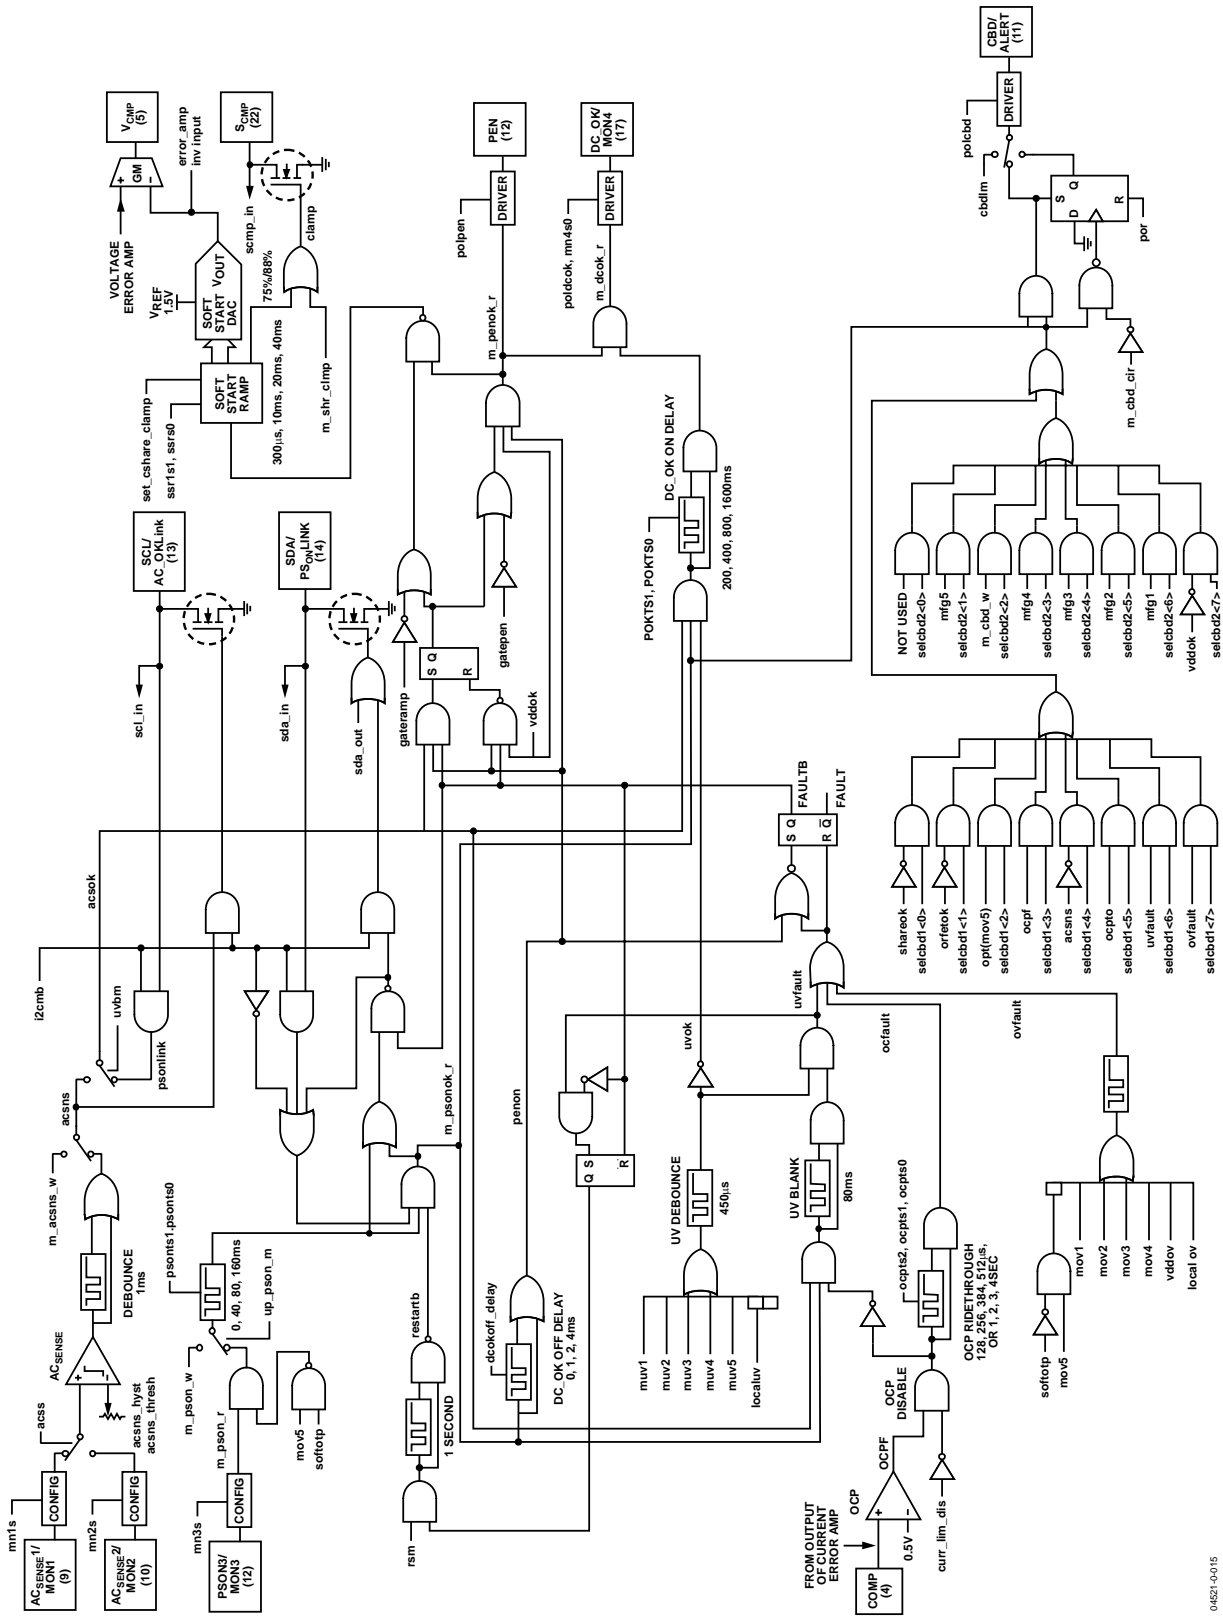 AC_SENSE1/
MON1
(9)
mn1s
CONFIG
AC_SENSE2/
MON2
(10)
mn2s
CONFIG
acss
AC_SENSE
acsns_hyst
acsns_thresh
DEBOUNCE
1ms
m_acsns_w
acsns
uvbm
psonlink
acsok
i2cmb
scl_in
SCL/
AC_OKLink
(13)
sda_in
sda_out
SDA/
PS_ONLINK
(14)
PSON3/
MON3
(12)
mn3s
CONFIG
m_pson_r
mov5
softotp
m_pson_w
up_pson_m
psonts1.psonts0
0, 40, 80, 160ms
m_psonok_r
rsm
1 SECOND
restartb
dcokoff_delay
DC_OK OFF DELAY
0, 1, 2, 4ms
penon
Q S
R
set_cshare_clamp
ssr1s1, ssrs0
SOFT
START
RAMP
300µs, 10ms, 20ms, 40ms
m_shr_clmp
VREF
1.5V
SOFT
START
DAC
VOUT
VOLTAGE
ERROR AMP
+
GM
–
V_CMP
(5)
error_amp
inv input
75%/88%
scmp_in
clamp
S_CMP
(22)
gateramp
S Q
R
gatepen
vddok
m_penok_r
polpen
DRIVER
PEN
(12)
poldcok, mn4s0
m_dcok_r
DRIVER
DC_OK/
MON4
(17)
POKTS1, POKTS0
DC_OK ON DELAY
200, 400, 800, 1600ms
muv1
muv2
muv3
muv4
muv5
localuv
UV DEBOUNCE
450µs
uvok
UV BLANK
80ms
uvfault
FAULTB
S Q
R Q
FAULT
FROM OUTPUT
OF CURRENT
ERROR AMP
COMP
(4)
OCP
+
–
0.5V
OCPF
curr_lim_dis
OCP
DISABLE
ocpts2, ocpts1, ocpts0
OCP RIDETHROUGH
128, 256, 384, 512µs,
OR 1, 2, 3, 4SEC
ocfault
softotp
mov5
mov1
mov2
mov3
mov4
vddov
local ov
ovfault
shareok
selcbd1<0>
orfetok
selcbd1<1>
opt(mov5)
selcbd1<2>
ocpf
selcbd1<3>
acsns
selcbd1<4>
ocpto
selcbd1<5>
uvfault
selcbd1<6>
ovfault
selcbd1<7>
NOT USED
selcbd2<0>
mfg5
selcbd2<1>
m_cbd_w
selcbd2<2>
mfg4
selcbd2<3>
mfg3
selcbd2<4>
mfg2
selcbd2<5>
mfg1
selcbd2<6>
vddok
selcbd2<7>
m_cbd_cir
S
D Q
R
por
cbdlm
polcbd
DRIVER
CBD/
ALERT
(11)
04521-0-015